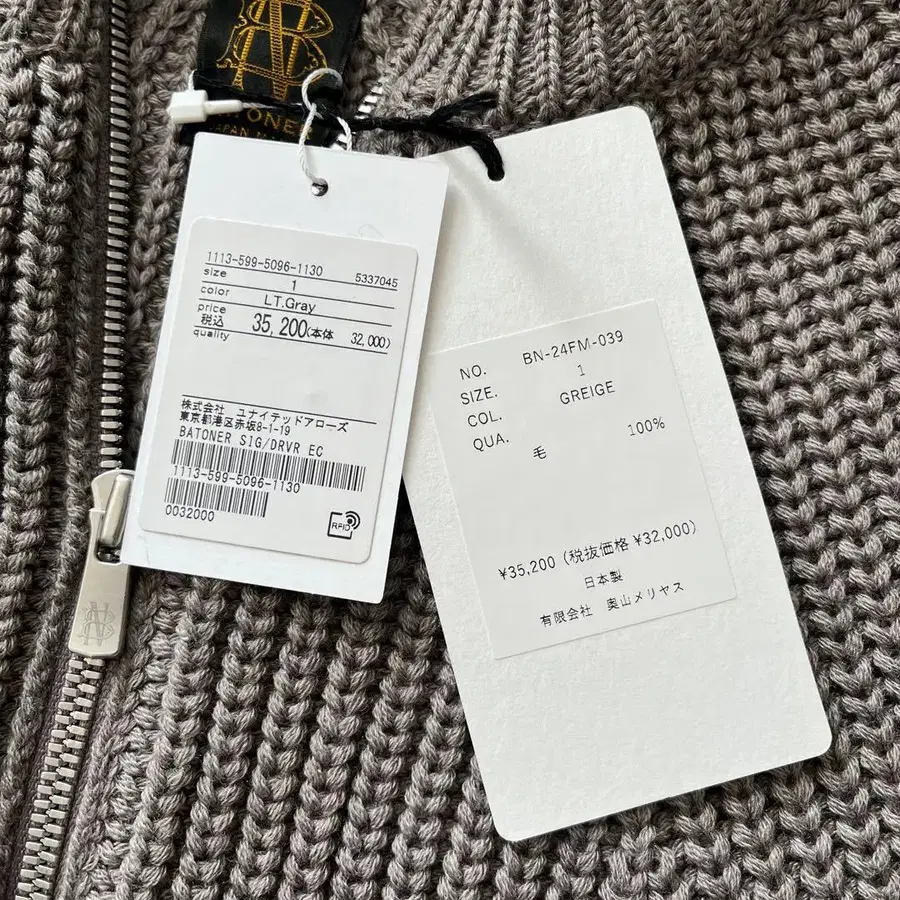 BATONER
1113-599-5096-1130
5337045
size 1
color LT.Gray
price
税込 35,200(本体 32,000)
quality
株式会社 ユナイテッドアローズ
東京都港区赤坂8-1-19
BATONER SIG/DRVR EC
1113-599-5096-1130
0032000
RFID
NO. BN-24FM-039
SIZE. 1
COL. GREIGE
QUA.
毛 100%
¥35,200 (税抜価格 ¥32,000)
日本製
有限会社 奥山メリヤス